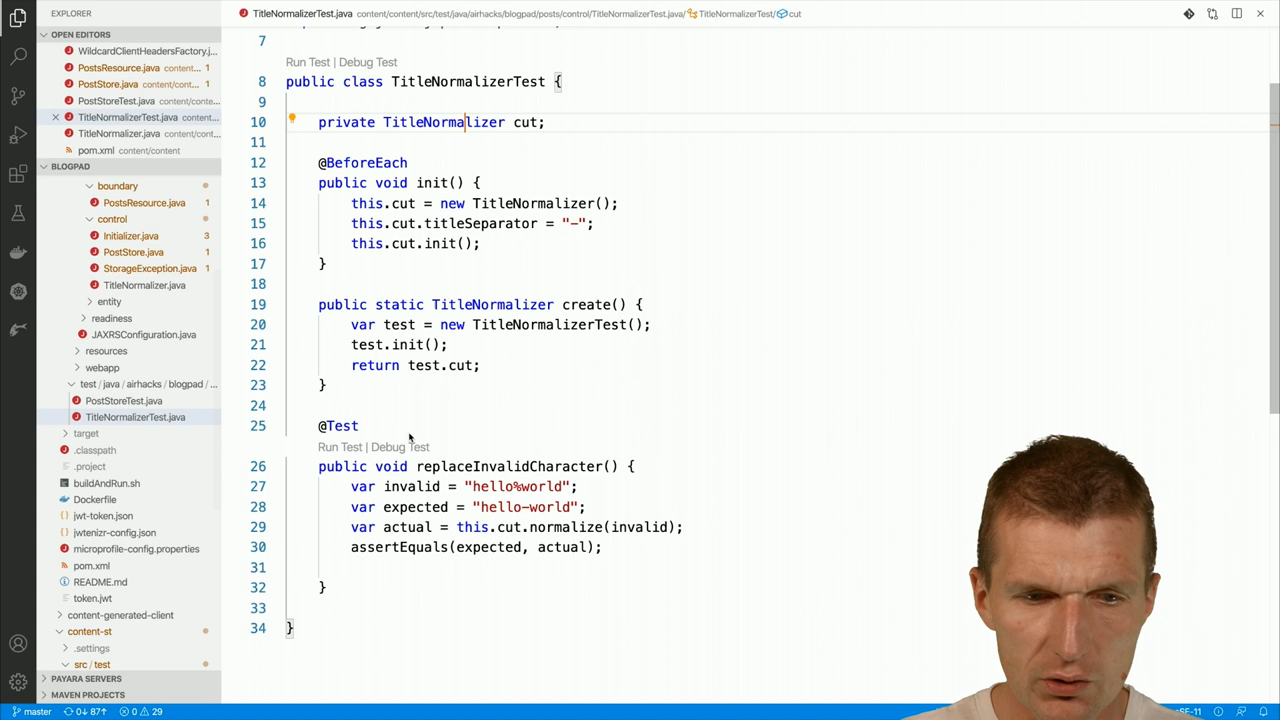 EXPLORER
OPEN EDITORS
WildcardClientHeadersFactory.j...
PostsResource.java content... 1
PostStore.java content/cont... 1
PostStoreTest.java content/conte...
TitleNormalizerTest.java content...
TitleNormalizer.java content/cont...
pom.xml content/content
BLOGPAD
boundary
PostsResource.java 1
control
Initializer.java 3
PostStore.java 1
StorageException.java 1
TitleNormalizer.java
entity
readiness
JAXRSConfiguration.java
resources
webapp
test / java / airhacks / blogpad / ...
PostStoreTest.java
TitleNormalizerTest.java
target
.classpath
.project
buildAndRun.sh
Dockerfile
jwt-token.json
jwtenizr-config.json
microprofile-config.properties
pom.xml
README.md
token.jwt
content-generated-client
content-st
.settings
src / test
PAYARA SERVERS
MAVEN PROJECTS
TitleNormalizerTest.java content/content/src/test/java/airhacks/blogpad/posts/control/TitleNormalizerTest.java/ TitleNormalizerTest/ cut
7
Run Test | Debug Test
8 public class TitleNormalizerTest {
9
10 private TitleNormalizer cut;
11
12 @BeforeEach
13 public void init() {
14 this.cut = new TitleNormalizer();
15 this.cut.titleSeparator = "-";
16 this.cut.init();
17 }
18
19 public static TitleNormalizer create() {
20 var test = new TitleNormalizerTest();
21 test.init();
22 return test.cut;
23 }
24
25 @Test
Run Test | Debug Test
26 public void replaceInvalidCharacter() {
27 var invalid = "hello%world";
28 var expected = "hello-world";
29 var actual = this.cut.normalize(invalid);
30 assertEquals(expected, actual);
31
32 }
33
34 }
master 0↓ 87↑ 0 29